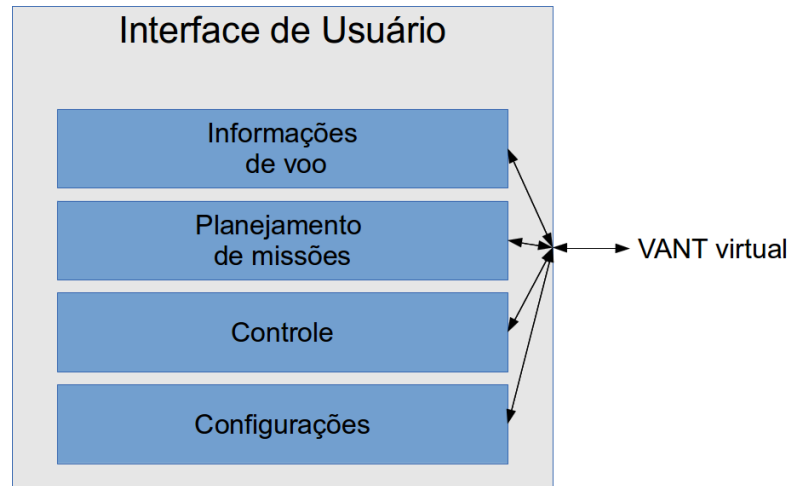 Interface de Usuário
Informações
de voo
Planejamento
de missões
VANT virtual
Controle
Configurações